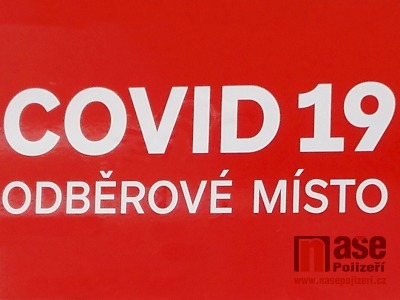 COVID 19
ODBĚROVÉ MÍSTO
nase
Pojizeří
www.nasepojizeri.cz